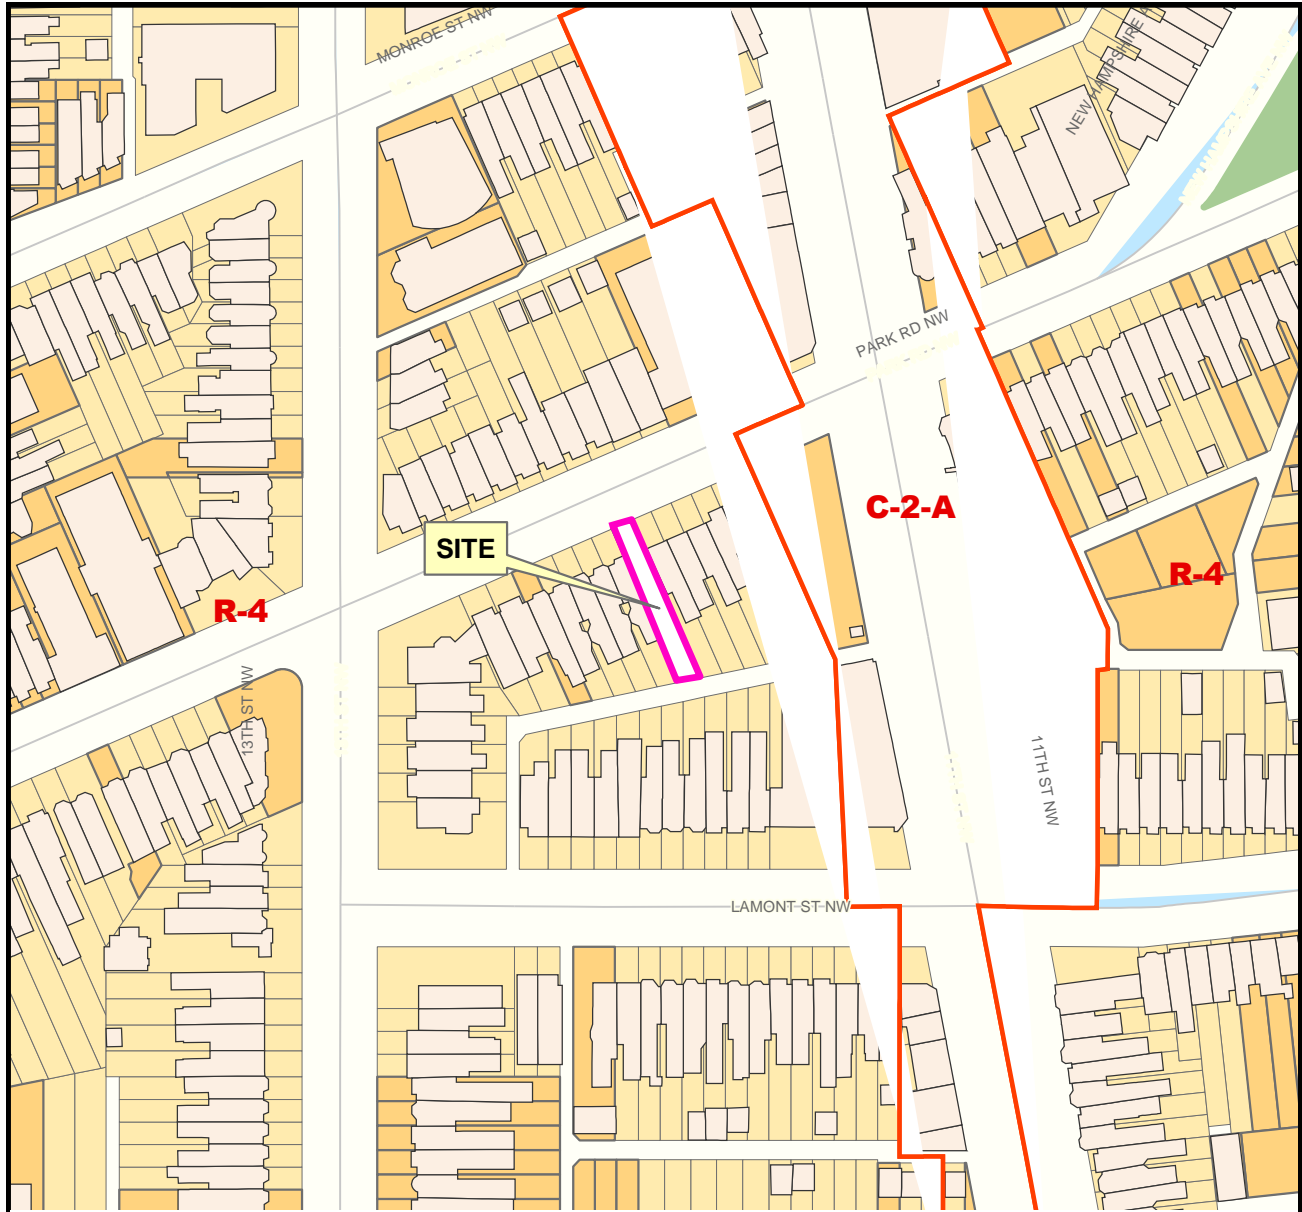 MONROE ST NW
NEW HAMPSHIRE A
PARK RD NW
C-2-A
SITE
R-4
R-4
13TH ST NW
11TH ST NW
LAMONT ST NW